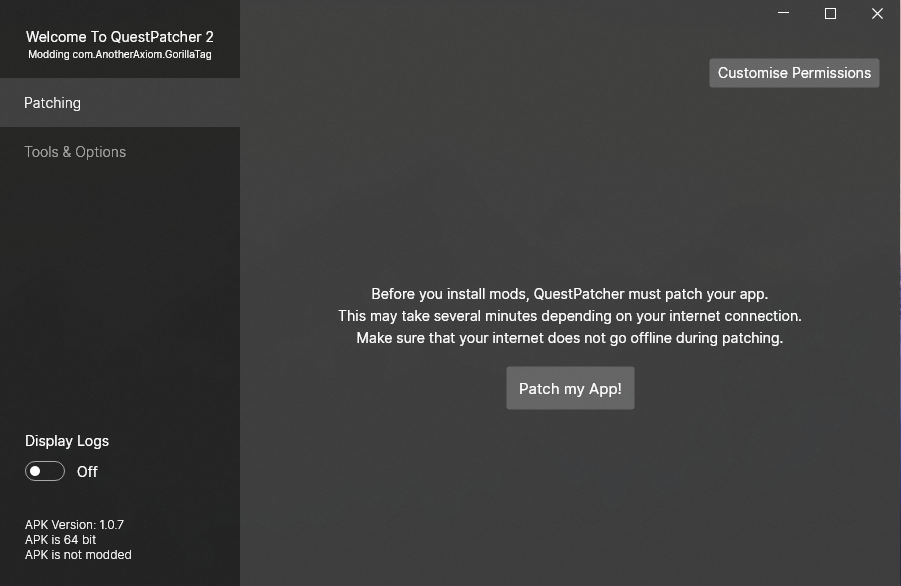 Welcome To QuestPatcher 2
Modding com.AnotherAxiom.GorillaTag
Customise Permissions
Patching
Tools & Options
Before you install mods, QuestPatcher must patch your app.
This may take several minutes depending on your internet connection.
Make sure that your internet does not go offline during patching.
Patch my App!
Display Logs
Off
APK Version: 1.0.7
APK is 64 bit
APK is not modded